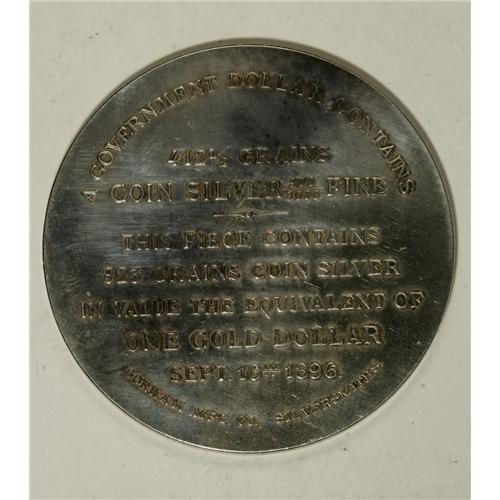 A GOVERNMENT DOLLAR CONTAINS
412½ GRAINS
COIN SILVER FINE
THIS PIECE CONTAINS
823 GRAINS COIN SILVER
IN VALUE THE EQUIVALENT OF
ONE GOLD DOLLAR
SEPT. 16TH 1896.
GORHAM MFG. CO. SILVERSMITHS.